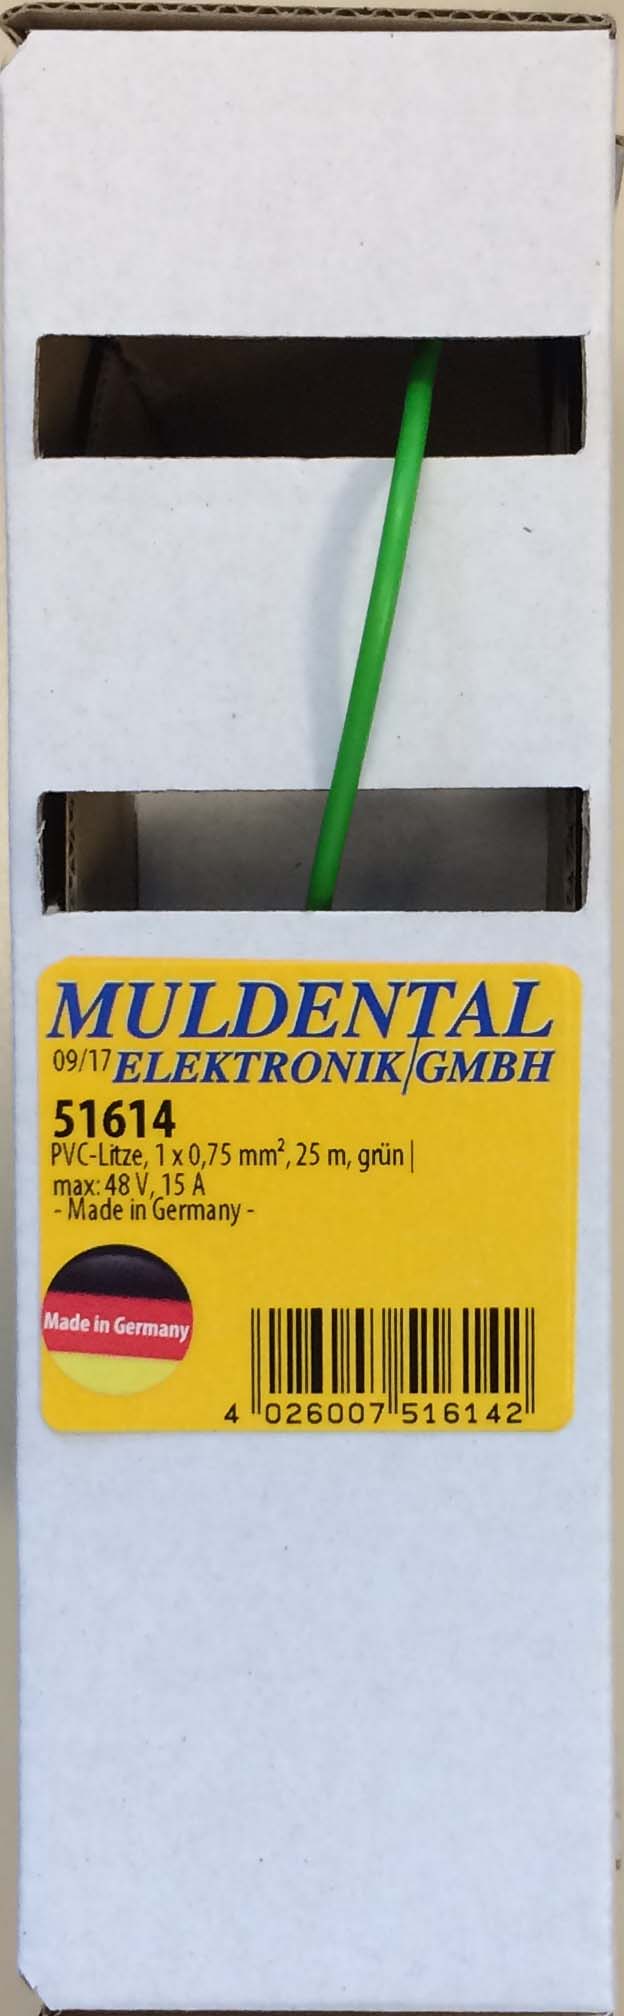 MULDENTAL
09/17 ELEKTRONIK/GMBH
51614
PVC-Litze, 1 x 0,75 mm², 25 m, grün |
max: 48 V, 15 A
- Made in Germany -
Made in Germany
4 026007 516142